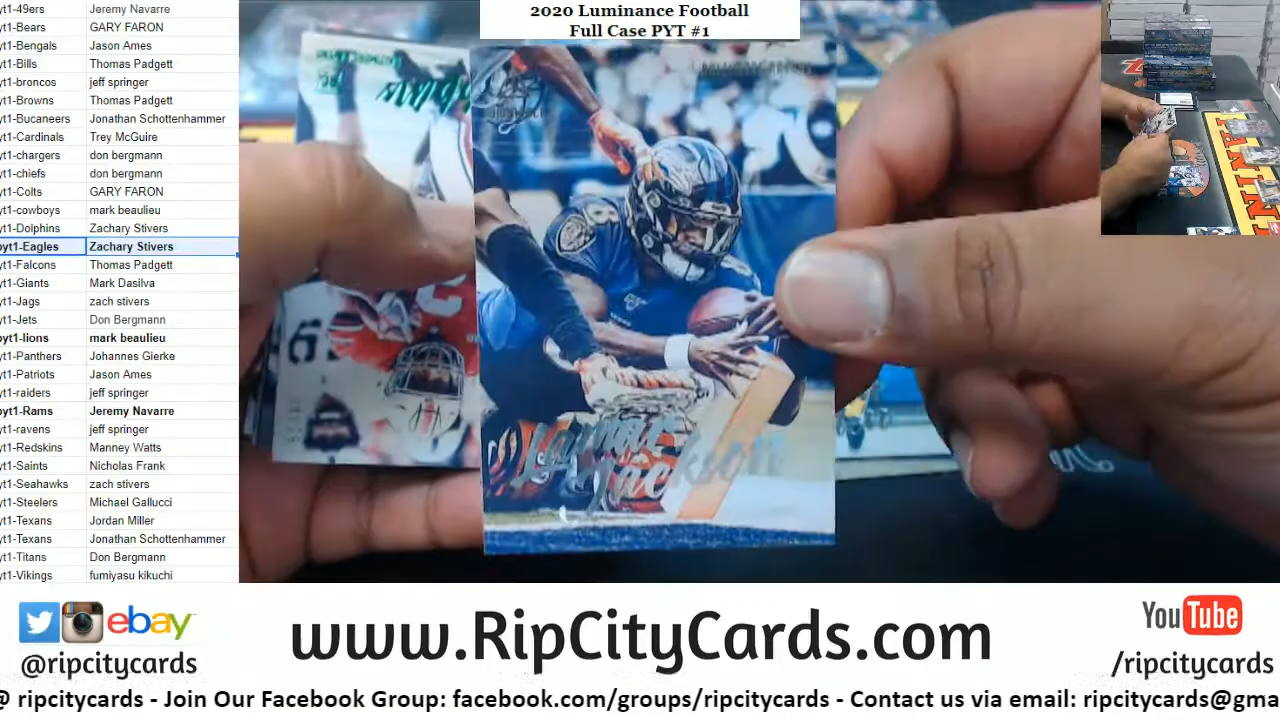 2020 Luminance Football
Full Case PYT #1
yt1-49ers Jeremy Navarre
yt1-Bears GARY FARON
yt1-Bengals Jason Ames
yt1-Bills Thomas Padgett
yt1-broncos jeff springer
yt1-Browns Thomas Padgett
yt1-Bucaneers Jonathan Schottenhammer
yt1-Cardinals Trey McGuire
yt1-chargers don bergmann
yt1-chiefs don bergmann
yt1-Colts GARY FARON
yt1-cowboys mark beaulieu
yt1-Dolphins Zachary Stivers
pyt1-Eagles Zachary Stivers
yt1-Falcons Thomas Padgett
yt1-Giants Mark Dasilva
yt1-Jags zach stivers
yt1-Jets Don Bergmann
pyt1-lions mark beaulieu
yt1-Panthers Johannes Gierke
yt1-Patriots Jason Ames
yt1-raiders jeff springer
pyt1-Rams Jeremy Navarre
yt1-ravens jeff springer
yt1-Redskins Manney Watts
yt1-Saints Nicholas Frank
yt1-Seahawks zach stivers
yt1-Steelers Michael Gallucci
yt1-Texans Jordan Miller
yt1-Texans Jonathan Schottenhammer
yt1-Titans Don Bergmann
yt1-Vikings fumiyasu kikuchi
Lamar
Jackson
8
PANINI
ebay
@ripcitycards
www.RipCityCards.com
YouTube
/ripcitycards
@ ripcitycards - Join Our Facebook Group: facebook.com/groups/ripcitycards - Contact us via email: ripcitycards@gma